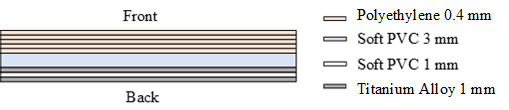 Front
Back
Polyethylene 0.4 mm
Soft PVC 3 mm
Soft PVC 1 mm
Titanium Alloy 1 mm